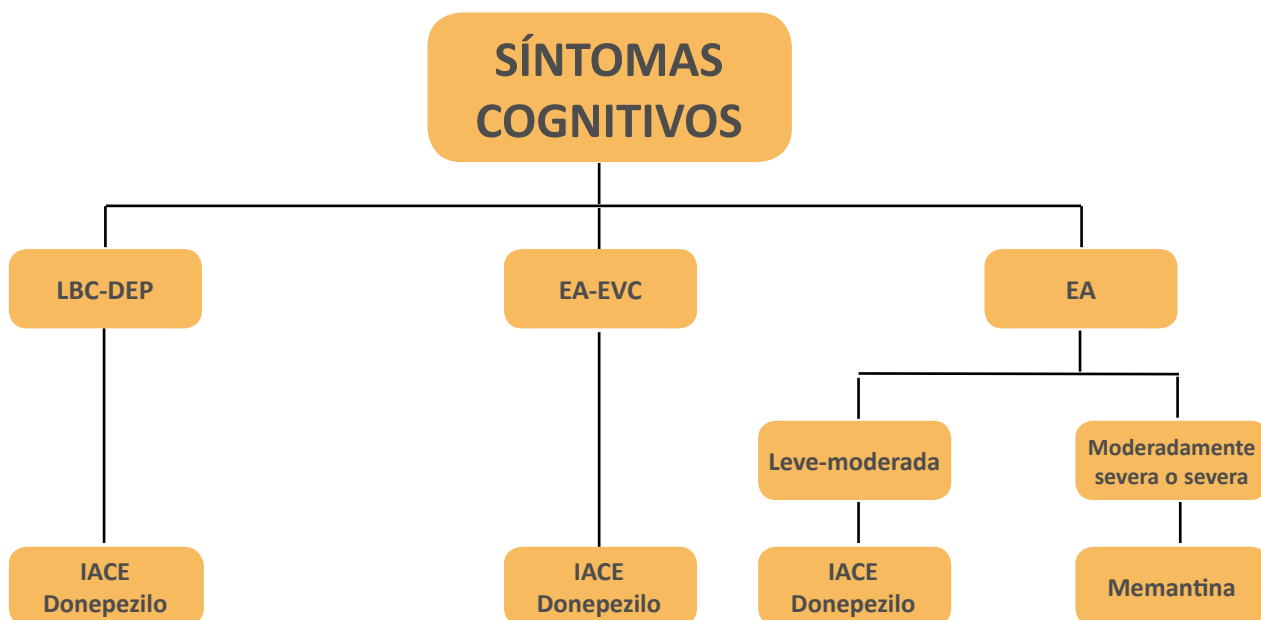 SÍNTOMAS
COGNITIVOS
LBC-DEP
EA-EVC
EA
Leve-moderada
Moderadamente
severa o severa
IACE
Donepezilo
IACE
Donepezilo
IACE
Donepezilo
Memantina